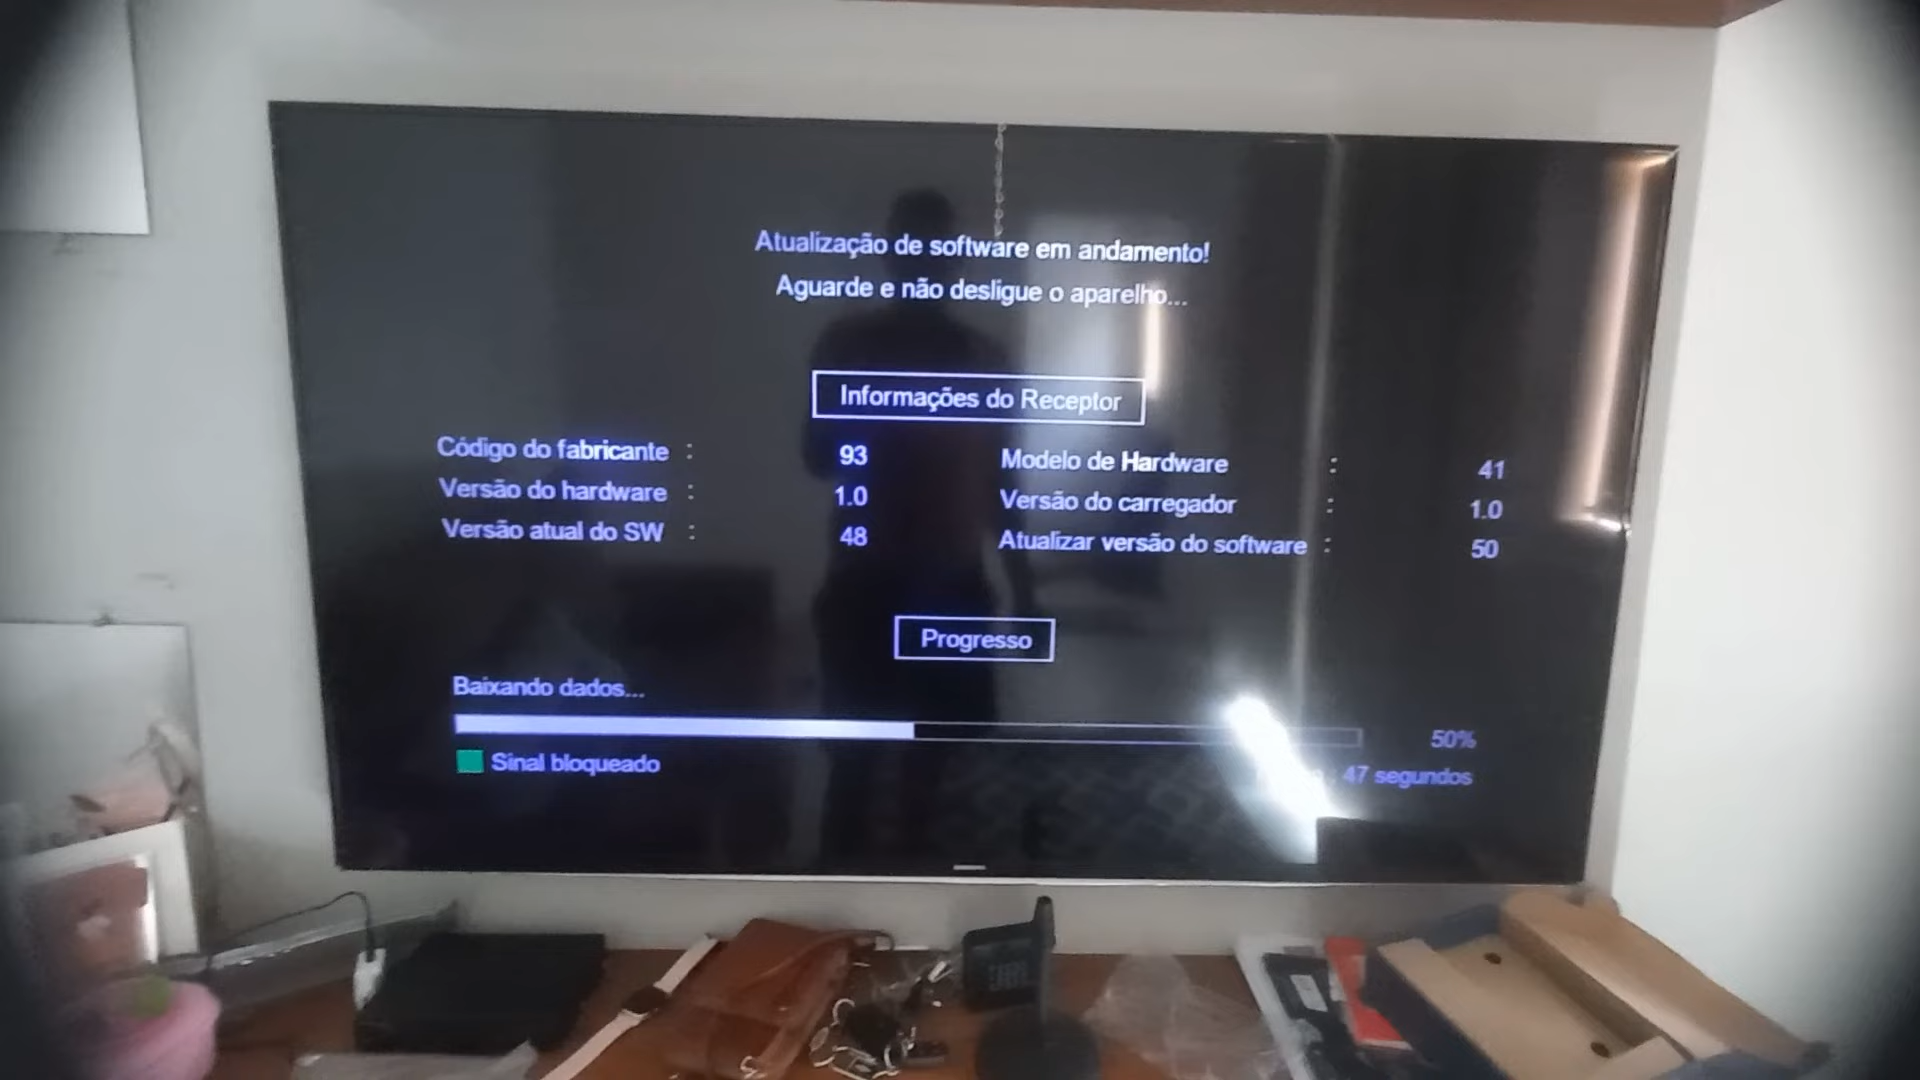 Atualização de software em andamento!
Aguarde e não desligue o aparelho...
Informações do Receptor
Código do fabricante : 93
Modelo de Hardware : 41
Versão do hardware : 1.0
Versão do carregador : 1.0
Versão atual do SW : 48
Atualizar versão do software : 50
Progresso
Baixando dados...
50%
Sinal bloqueado
47 segundos
JBL